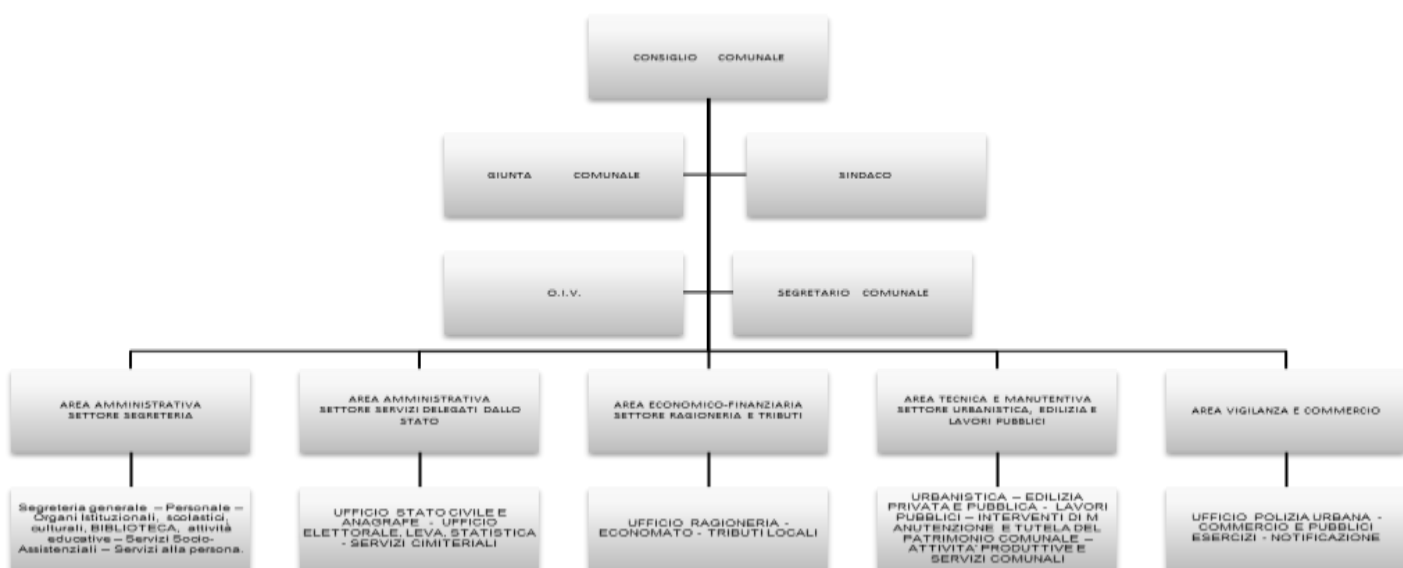 CONSIGLIO COMUNALE
GIUNTA COMUNALE
SINDACO
O.I.V.
SEGRETARIO COMUNALE
AREA AMMINISTRATIVA
SETTORE SEGRETERIA
AREA AMMINISTRATIVA
SETTORE SERVIZI DELEGATI DALLO
STATO
AREA ECONOMICO-FINANZIARIA
SETTORE RAGIONERIA E TRIBUTI
AREA TECNICA E MANUTENTIVA
SETTORE URBANISTICA, EDILIZIA E
LAVORI PUBBLICI
AREA VIGILANZA E COMMERCIO
Segreteria generale – Personale –
Organi Istituzionali, scolastici,
culturali, BIBLIOTECA, attività
educative – Servizi Socio-
Assistenziali – Servizi alla persona.
UFFICIO STATO CIVILE E
ANAGRAFE - UFFICIO
ELETTORALE, LEVA, STATISTICA
- SERVIZI CIMITERIALI
UFFICIO RAGIONERIA -
ECONOMATO - TRIBUTI LOCALI
URBANISTICA – EDILIZIA
PRIVATA E PUBBLICA - LAVORI
PUBBLICI – INTERVENTI DI M
ANUTENZIONE E TUTELA DEL
PATRIMONIO COMUNALE –
ATTIVITA' PRODUTTIVE E
SERVIZI COMUNALI
UFFICIO POLIZIA URBANA -
COMMERCIO E PUBBLICI
ESERCIZI - NOTIFICAZIONE